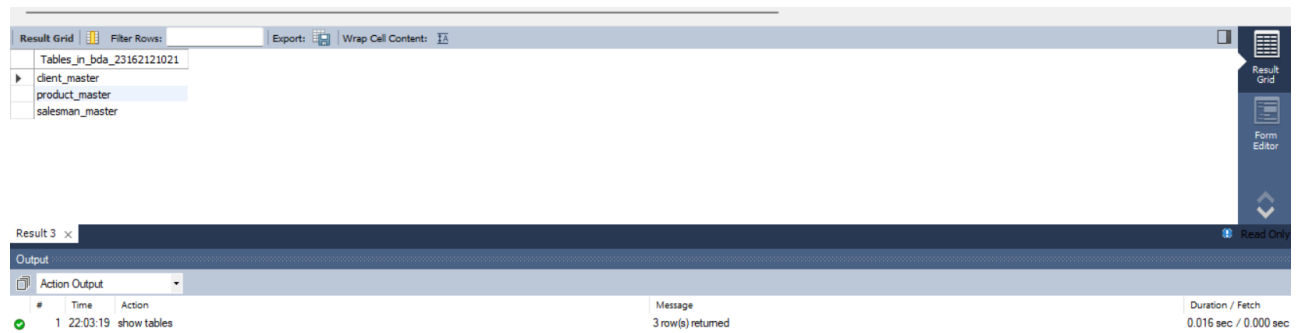 Result Grid Filter Rows: Export: Wrap Cell Content:
Tables_in_bda_23162121021
client_master
product_master
salesman_master
Result
Grid
Form
Editor
Result 3 ×
Read Only
Output
Action Output
# Time Action Message Duration / Fetch
1 22:03:19 show tables 3 row(s) returned 0.016 sec / 0.000 sec